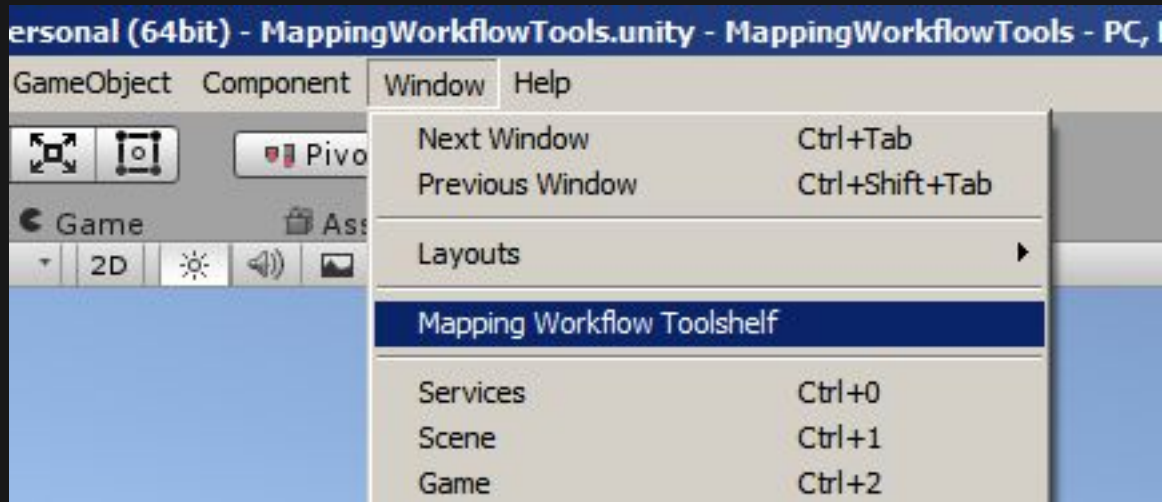 ersonal (64bit) - MappingWorkflowTools.unity - MappingWorkflowTools - PC,
GameObject Component Window Help
Pivo
Next Window Ctrl+Tab
Previous Window Ctrl+Shift+Tab
Game Ass
2D
Layouts
Mapping Workflow Toolshelf
Services Ctrl+0
Scene Ctrl+1
Game Ctrl+2